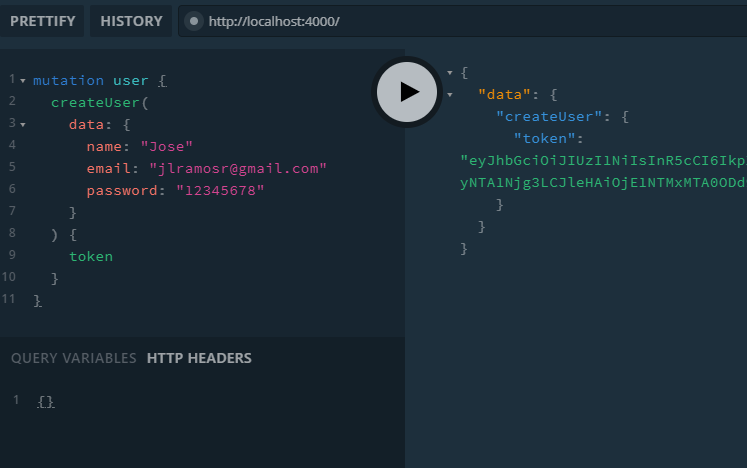 PRETTIFY HISTORY http://localhost:4000/
1 mutation user {
2 createUser(
3 data: {
4 name: "Jose"
5 email: "jlramosr@gmail.com"
6 password: "12345678"
7 }
8 ) {
9 token
10 }
11 }
{
"data": {
"createUser": {
"token":
"eyJhbGciOiJIUzI1NiIsInR5cCI6Ikp
yNTA1Njg3LCJleHAiOjE1NTMxMTA0ODd
}
}
}
QUERY VARIABLES HTTP HEADERS
1 {}